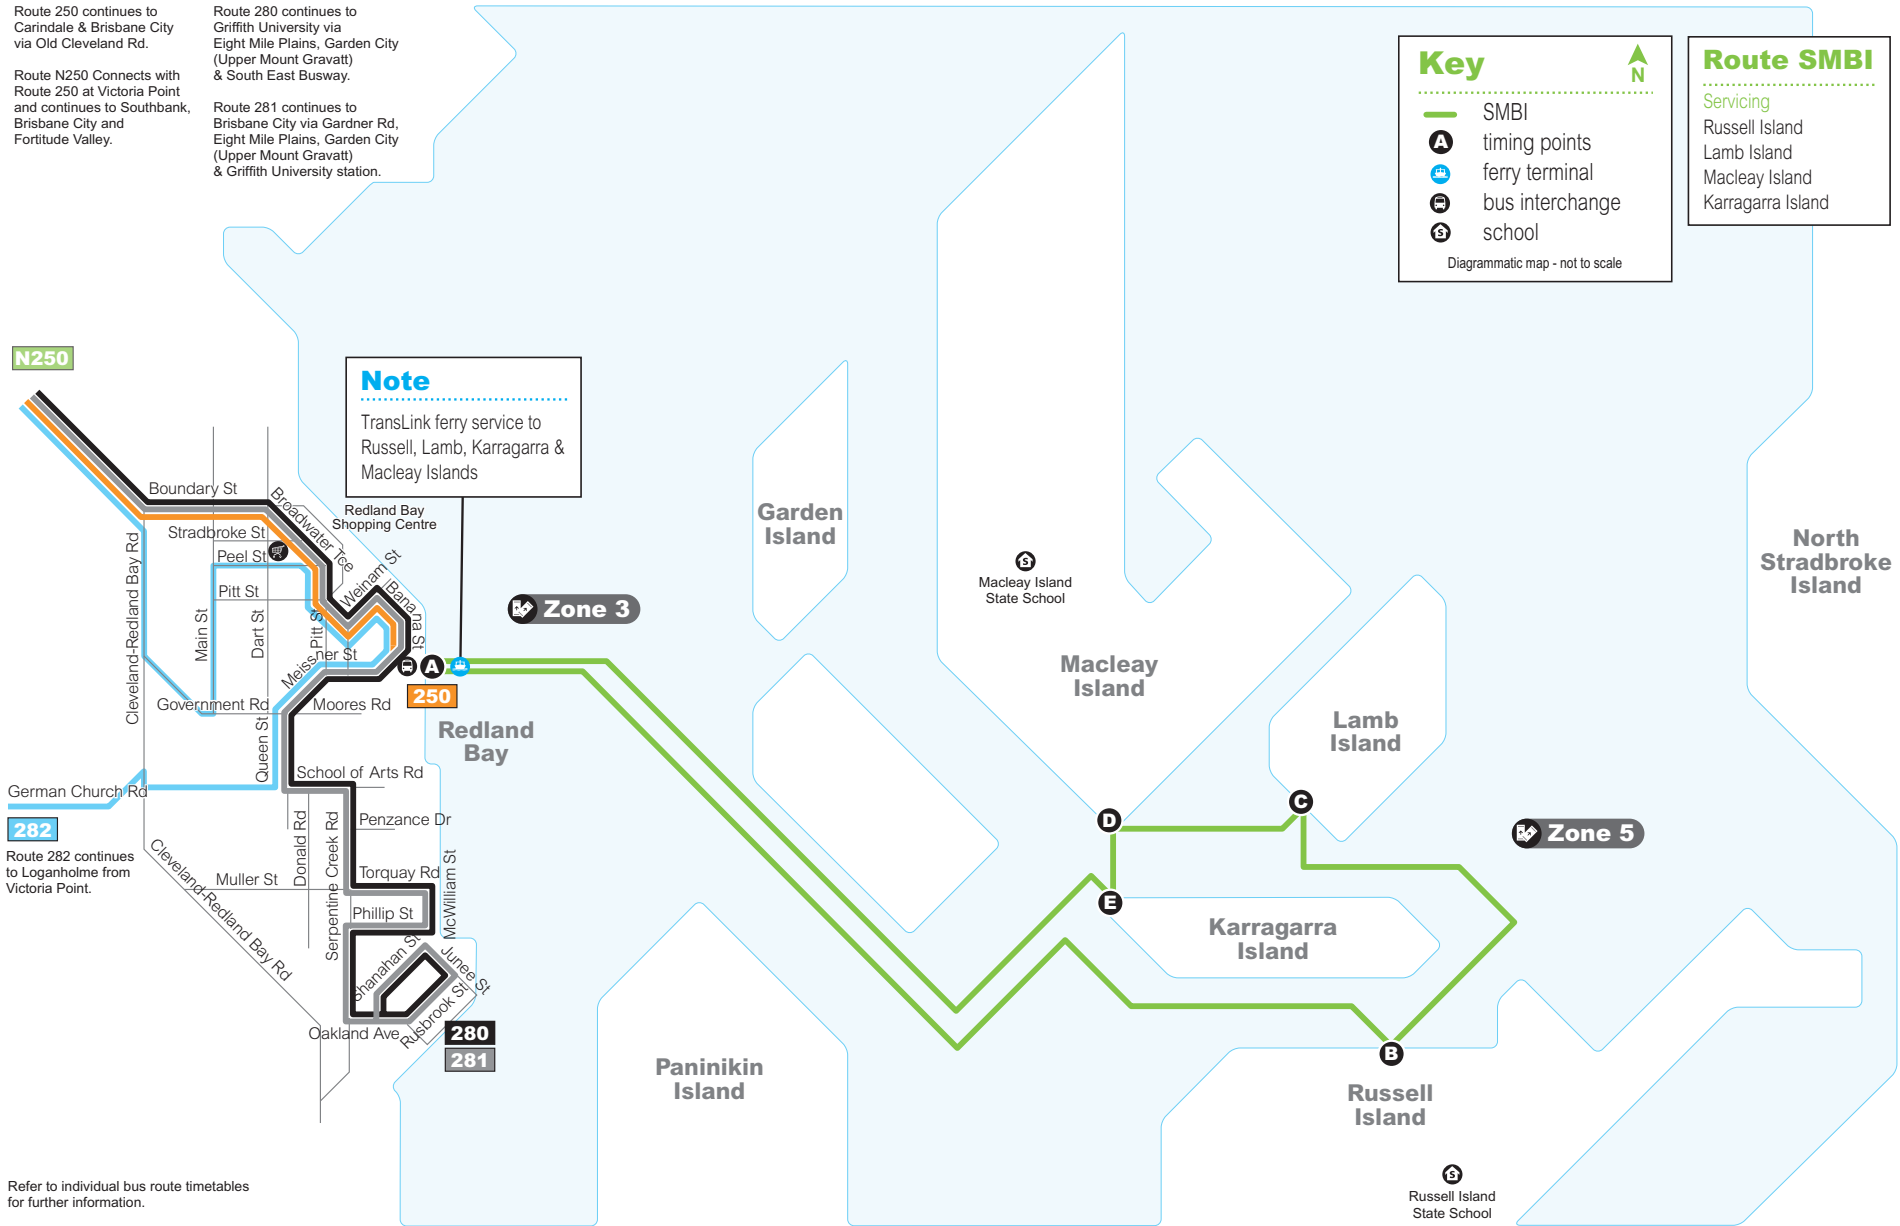 Route 250 continues to
Carindale & Brisbane City
via Old Cleveland Rd.
Route N250 Connects with
Route 250 at Victoria Point
and continues to Southbank,
Brisbane City and
Fortitude Valley.
Route 280 continues to
Griffith University via
Eight Mile Plains, Garden City
(Upper Mount Gravatt)
& South East Busway.
Route 281 continues to
Brisbane City via Gardner Rd,
Eight Mile Plains, Garden City
(Upper Mount Gravatt)
& Griffith University station.
Key
N
SMBI
A timing points
ferry terminal
bus interchange
S school
Diagrammatic map - not to scale
Route SMBI
Servicing
Russell Island
Lamb Island
Macleay Island
Karragarra Island
N250
Note
TransLink ferry service to
Russell, Lamb, Karragarra &
Macleay Islands
Redland Bay
Shopping Centre
Boundary St
Broadwater Tce
Stradbroke St
Peel St
Pitt St
Weinam St
Banana St
Cleveland-Redland Bay Rd
Main St
Dart St
Pitt St
Meissner St
Government Rd
Moores Rd
Queen St
School of Arts Rd
German Church Rd
282
Route 282 continues
to Loganholme from
Victoria Point.
Donald Rd
Serpentine Creek Rd
Penzance Dr
Cleveland-Redland Bay Rd
Muller St
Torquay Rd
McWilliam St
Phillip St
Shanahan St
Junee St
Rusbrook St
Oakland Ave
280
281
A
250
Redland
Bay
Zone 3
Garden
Island
S
Macleay Island
State School
Macleay
Island
Lamb
Island
North
Stradbroke
Island
C
D
Zone 5
E
Karragarra
Island
B
Paninikin
Island
Russell
Island
S
Russell Island
State School
Refer to individual bus route timetables
for further information.